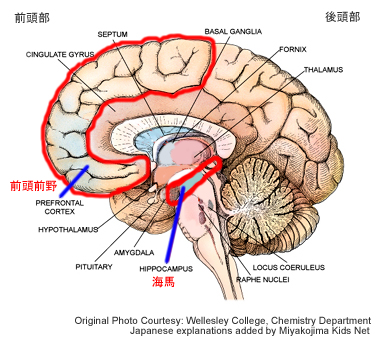 前頭部
後頭部
SEPTUM
BASAL GANGLIA
CINGULATE GYRUS
FORNIX
THALAMUS
前頭前野
PREFRONTAL
CORTEX
HYPOTHALAMUS
AMYGDALA
PITUITARY
HIPPOCAMPUS
海馬
LOCUS COERULEUS
RAPHE NUCLEI
Original Photo Courtesy: Wellesley College, Chemistry Department
Japanese explanations added by Miyakojima Kids Net